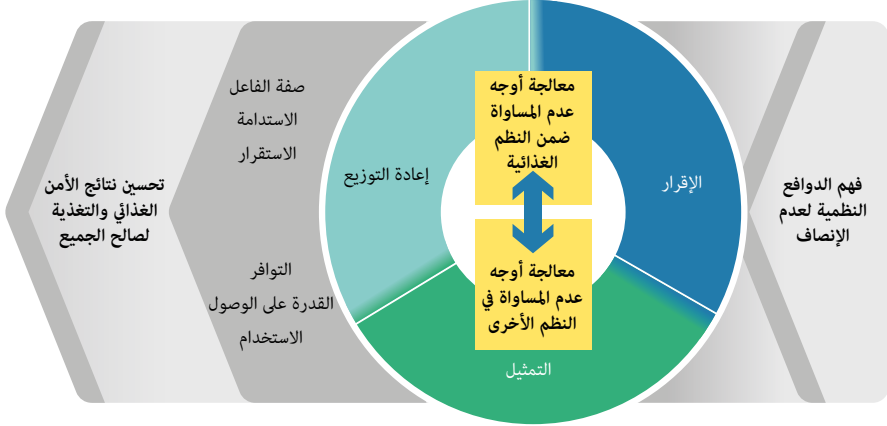 فهم الدوافع
النظمية لعدم
الإنصاف
الإقرار
معالجة أوجه
عدم المساواة
ضمن النظم
الغذائية
معالجة أوجه
عدم المساواة في
النظم الأخرى
التمثيل
إعادة التوزيع
صفة الفاعل
الاستدامة
الاستقرار
التوافر
القدرة على الوصول
الاستخدام
تحسين نتائج الأمن
الغذائي والتغذية
لصالح الجميع